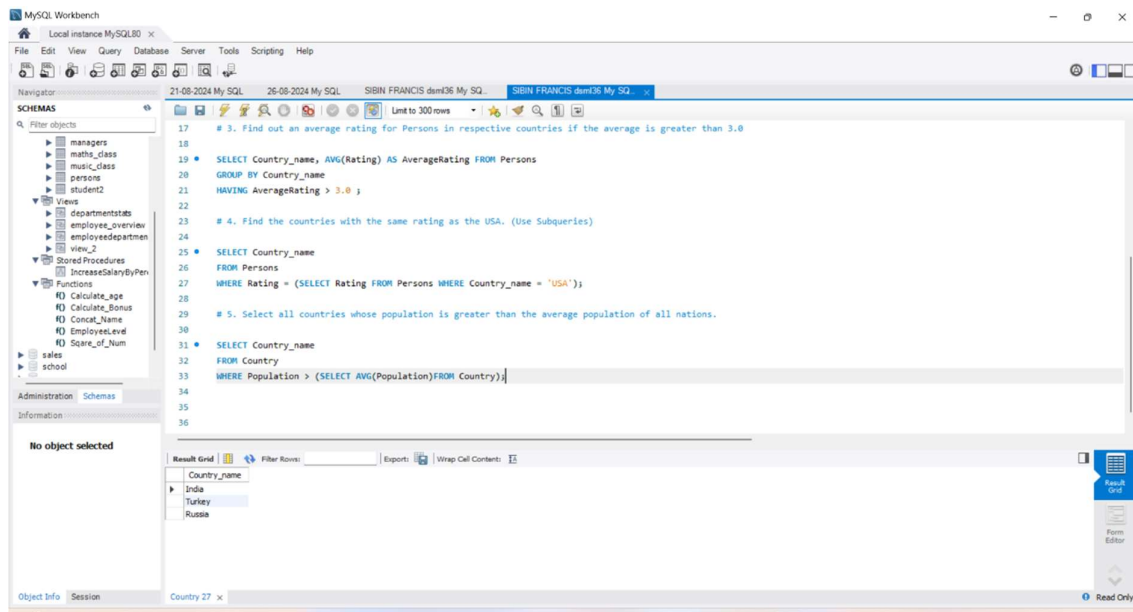 MySQL Workbench
Local instance MySQL80 ×
File Edit View Query Database Server Tools Scripting Help
Navigator
21-08-2024 My SQL 26-08-2024 My SQL SIBIN FRANCIS dsml36 My SQ... SIBIN FRANCIS dsml36 My SQ... ×
SCHEMAS
Filter objects
managers
maths_class
music_class
persons
student2
Views
departmentstats
employee_overview
employeedepartmen
view_2
Stored Procedures
IncreaseSalaryByPer
Functions
f() Calculate_age
f() Calculate_Bonus
f() Concat_Name
f() EmployeeLevel
f() Sqare_of_Num
sales
school
Administration Schemas
Information
No object selected
Object Info Session
Limit to 300 rows
17 # 3. Find out an average rating for Persons in respective countries if the average is greater than 3.0
18
19 SELECT Country_name, AVG(Rating) AS AverageRating FROM Persons
20 GROUP BY Country_name
21 HAVING AverageRating > 3.0 ;
22
23 # 4. Find the countries with the same rating as the USA. (Use Subqueries)
24
25 SELECT Country_name
26 FROM Persons
27 WHERE Rating = (SELECT Rating FROM Persons WHERE Country_name = 'USA');
28
29 # 5. Select all countries whose population is greater than the average population of all nations.
30
31 SELECT Country_name
32 FROM Country
33 WHERE Population > (SELECT AVG(Population)FROM Country);
34
35
36
Result Grid Filter Rows: Export: Wrap Cell Content:
Country_name
India
Turkey
Russia
Result
Grid
Form
Editor
Country 27 ×
Read Only